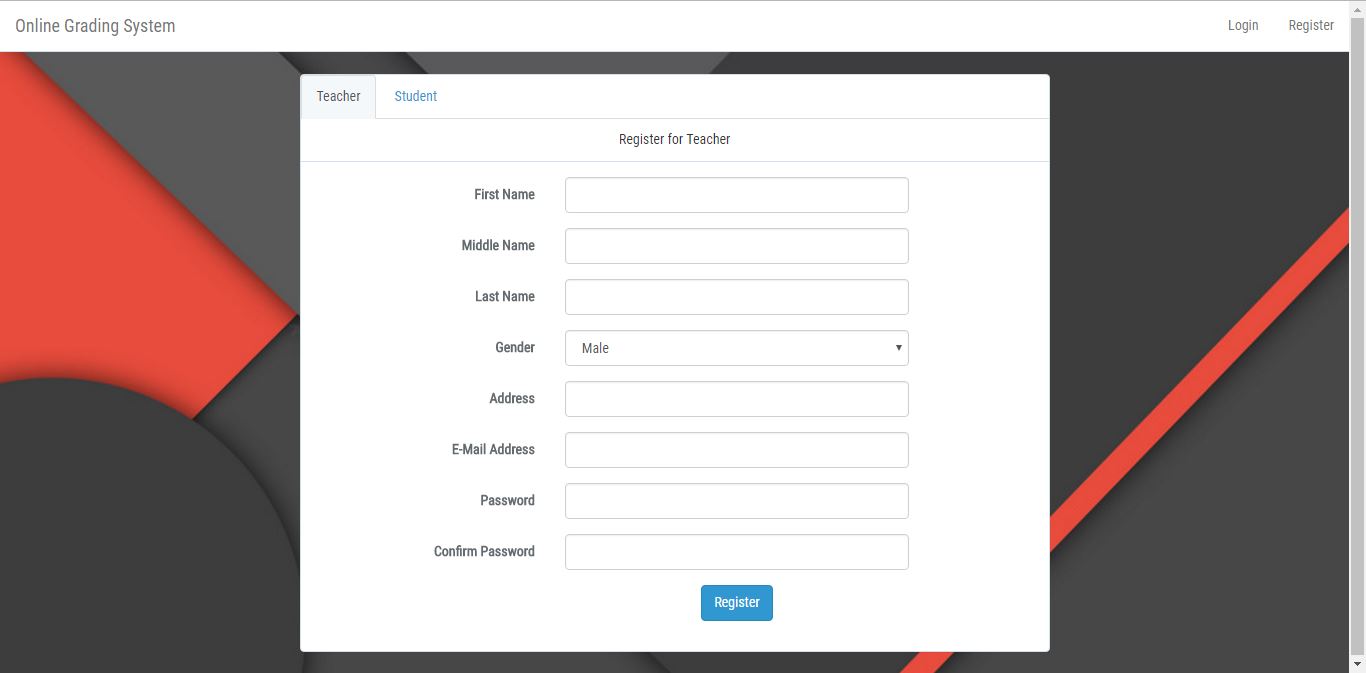 Online Grading System
Login Register
Teacher Student
Register for Teacher
First Name
Middle Name
Last Name
Gender Male
Address
E-Mail Address
Password
Confirm Password
Register